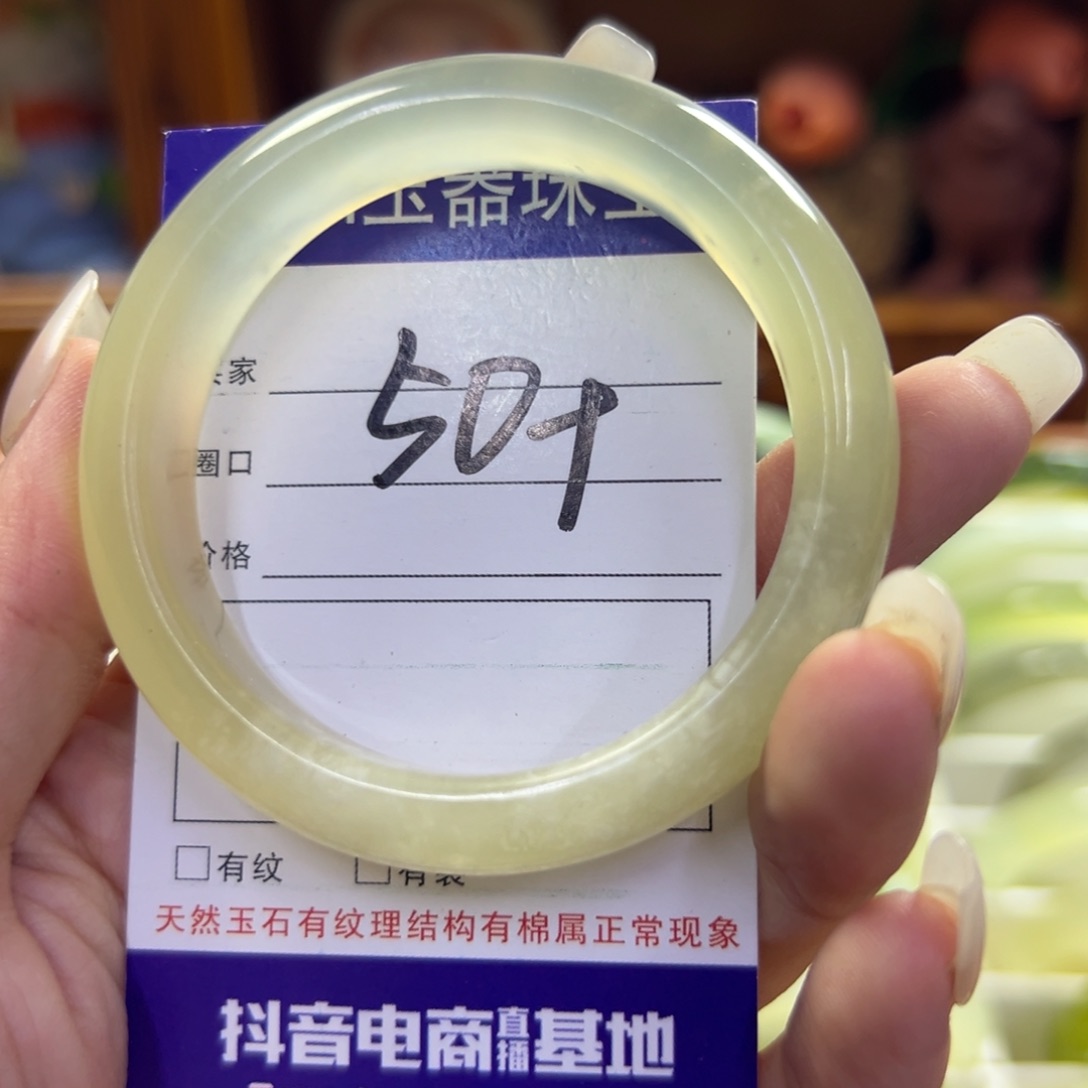 玉器珠宝
家
50+
圈口
价格
有纹
有裂
天然玉石有纹理结构有棉属正常现象
抖音电商直播基地